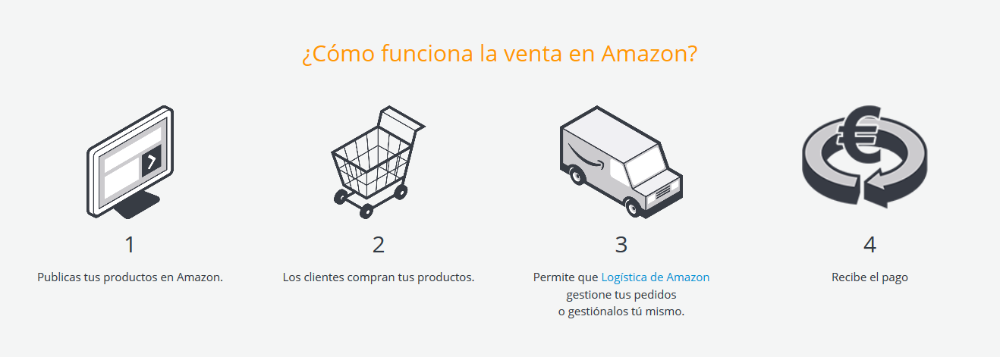 ¿Cómo funciona la venta en Amazon?
1
Publicas tus productos en Amazon.
2
Los clientes compran tus productos.
3
Permite que Logística de Amazon
gestione tus pedidos
o gestiónalos tú mismo.
€
4
Recibe el pago